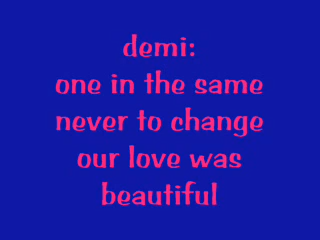 demi:
one in the same
never to change
our love was
beautiful